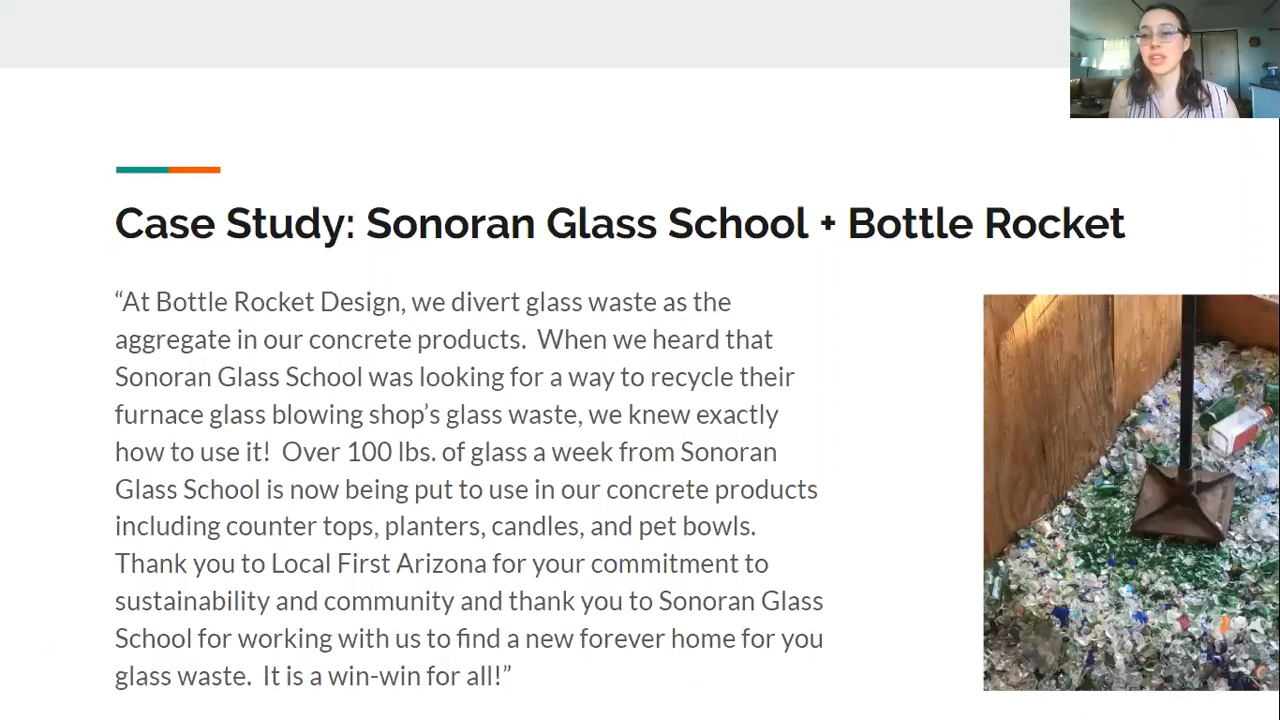 Case Study: Sonoran Glass School + Bottle Rocket
“At Bottle Rocket Design, we divert glass waste as the
aggregate in our concrete products.  When we heard that
Sonoran Glass School was looking for a way to recycle their
furnace glass blowing shop’s glass waste, we knew exactly
how to use it!  Over 100 lbs. of glass a week from Sonoran
Glass School is now being put to use in our concrete products
including counter tops, planters, candles, and pet bowls.
Thank you to Local First Arizona for your commitment to
sustainability and community and thank you to Sonoran Glass
School for working with us to find a new forever home for you
glass waste.  It is a win-win for all!”